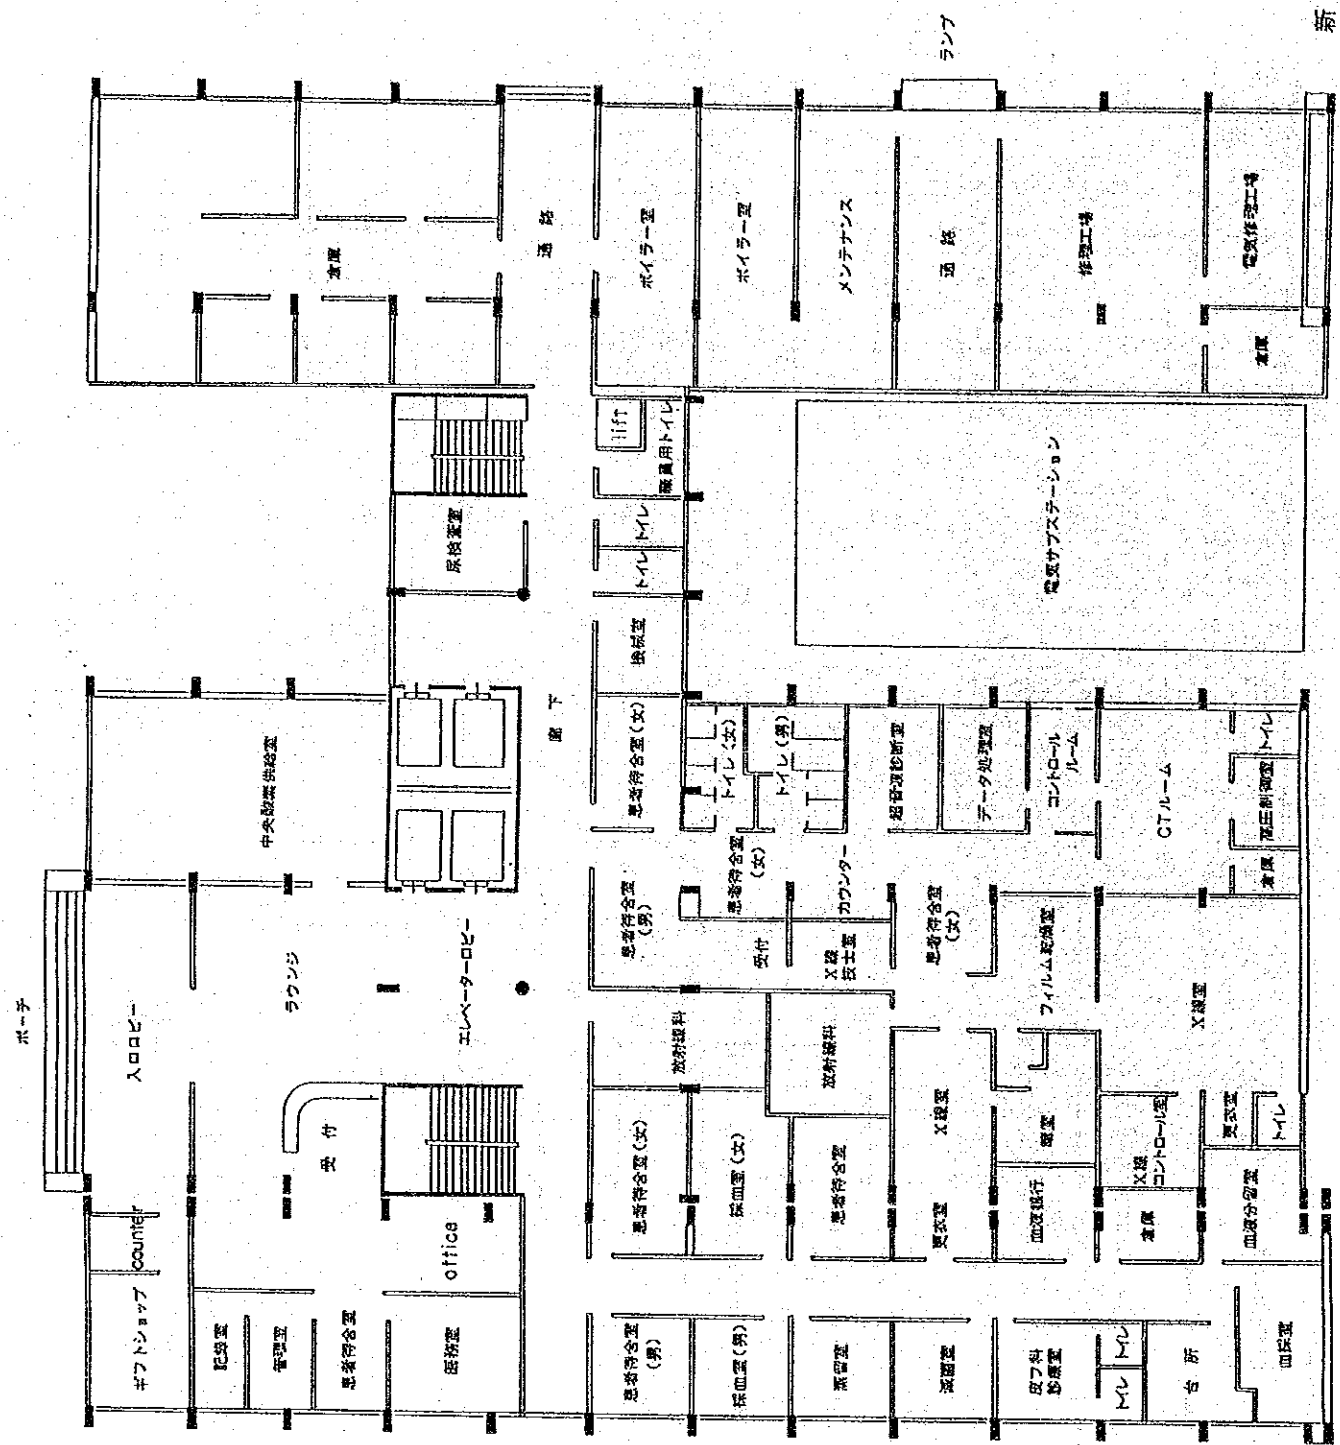 新
ランプ
ポーチ
倉庫
通路
ボイラー室
ボイラー室
メンテナンス
通路
修理工場
電気修理工場
倉庫
lift
職員用トイレ
尿検査室
トイレ
トイレ
機械室
電気サブステーション
中央酸素供給室
廊下
患者待合室(女)
トイレ(女)
トイレ(男)
超音波診断室
データ処理室
コントロール
ルーム
CTルーム
トイレ
高圧制御室
倉庫
入口ロビー
ラウンジ
エレベーターロビー
患者待合室
(男)
患者待合室
(女)
カウンター
受付
X線
技士室
患者待合室
(女)
フィルム乾燥室
X線室
放射線科
放射線科
受付
患者待合室(女)
採血室(女)
患者待合室
X線室
更衣室
暗室
血液銀行
X線
コントロール室
倉庫
更衣室
トイレ
血液分留室
counter
ギフトショップ
office
記録室
管理室
患者待合室
医務室
患者待合室
(男)
採血室(男)
蒸留室
滅菌室
皮フ科
診療室
トイレ
トイレ
台所
血採室